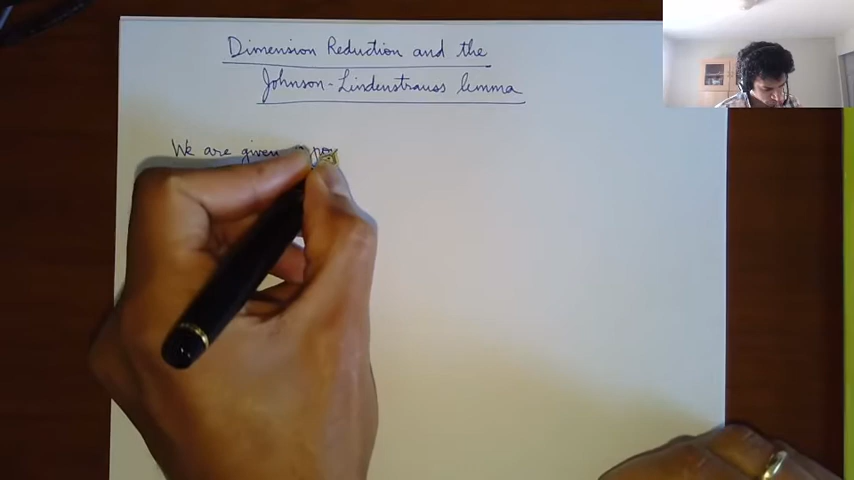 Dimension Reduction and the
Johnson-Lindenstrauss lemma
We are given